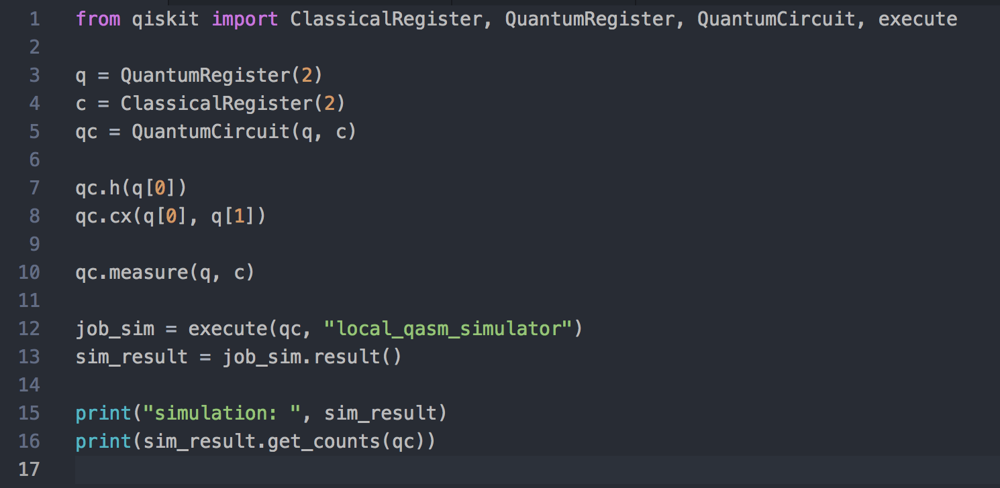 1 from qiskit import ClassicalRegister, QuantumRegister, QuantumCircuit, execute
2
3 q = QuantumRegister(2)
4 c = ClassicalRegister(2)
5 qc = QuantumCircuit(q, c)
6
7 qc.h(q[0])
8 qc.cx(q[0], q[1])
9
10 qc.measure(q, c)
11
12 job_sim = execute(qc, "local_qasm_simulator")
13 sim_result = job_sim.result()
14
15 print("simulation: ", sim_result)
16 print(sim_result.get_counts(qc))
17